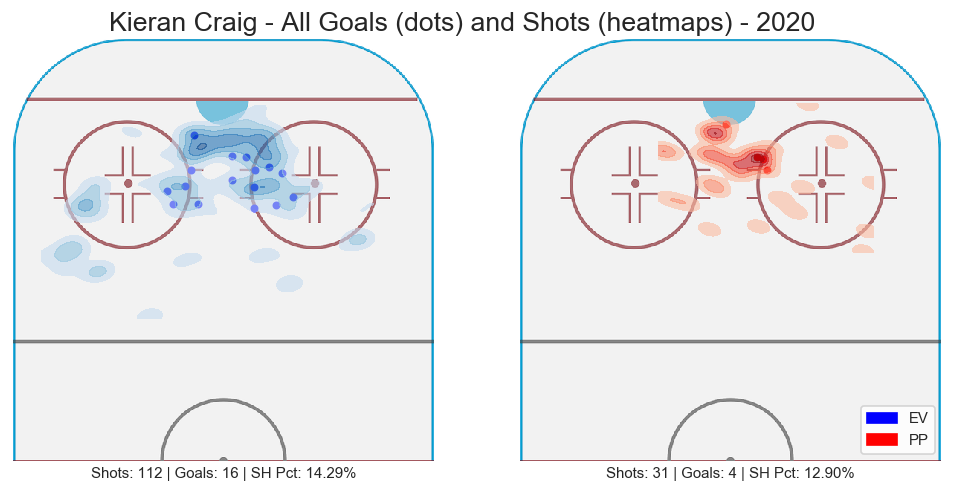 Kieran Craig - All Goals (dots) and Shots (heatmaps) - 2020
EV
PP
Shots: 112 | Goals: 16 | SH Pct: 14.29%
Shots: 31 | Goals: 4 | SH Pct: 12.90%